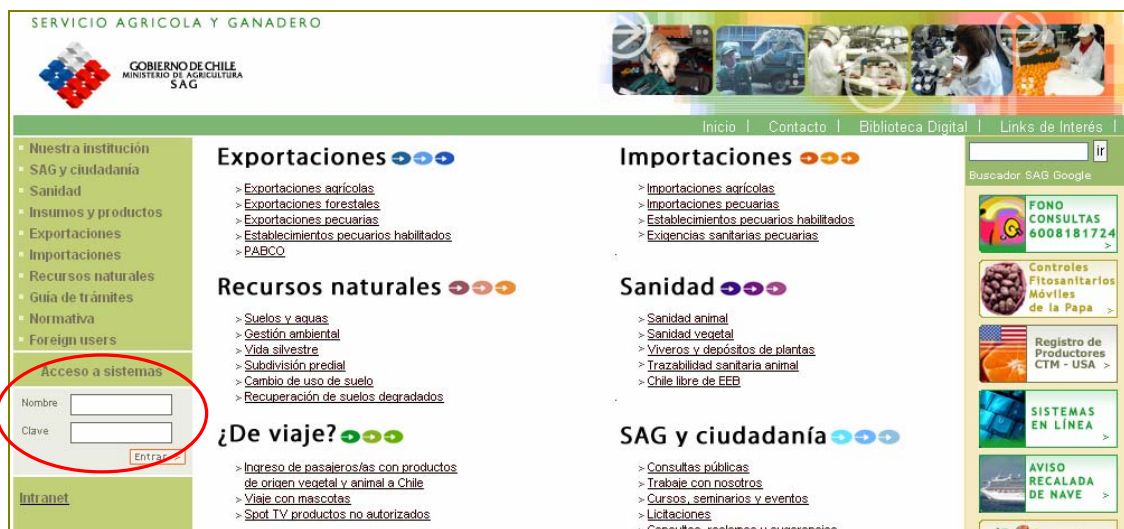 SERVICIO AGRICOLA Y GANADERO
GOBIERNO DE CHILE
MINISTERIO DE AGRICULTURA
SAG
Inicio | Contacto | Biblioteca Digital | Links de Interés |
Nuestra institución
SAG y ciudadanía
Sanidad
Insumos y productos
Exportaciones
Importaciones
Recursos naturales
Guía de trámites
Normativa
Foreign users
Acceso a sistemas
Nombre
Clave
Entrar >
Intranet
Exportaciones
> Exportaciones agrícolas
> Exportaciones forestales
> Exportaciones pecuarias
> Establecimientos pecuarios habilitados
> PABCO
Importaciones
> Importaciones agrícolas
> Importaciones pecuarias
> Establecimientos pecuarios habilitados
> Exigencias sanitarias pecuarias
.
Recursos naturales
> Suelos y aguas
> Gestión ambiental
> Vida silvestre
> Subdivisión predial
> Cambio de uso de suelo
> Recuperación de suelos degradados
Sanidad
> Sanidad animal
> Sanidad vegetal
> Viveros y depósitos de plantas
> Trazabilidad sanitaria animal
> Chile libre de EEB
.
¿De viaje?
> Ingreso de pasajeros/as con productos
de origen vegetal y animal a Chile
> Viaje con mascotas
> Spot TV productos no autorizados
SAG y ciudadanía
> Consultas públicas
> Trabaje con nosotros
> Cursos, seminarios y eventos
> Licitaciones
> Consultas, reclamos y sugerencias
ir
Buscador SAG Google
FONO
CONSULTAS
6008181724
>
Controles
Fitosanitarios
Móviles
de la Papa >
Registro de
Productores
CTM - USA >
SISTEMAS
EN LÍNEA
>
AVISO
RECALADA
DE NAVE >